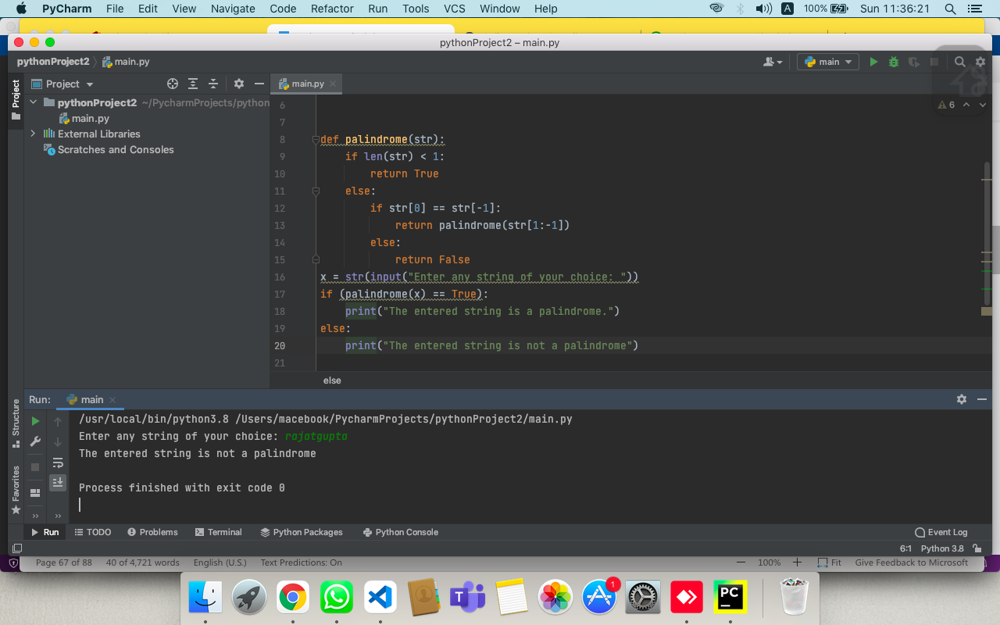 PyCharm File Edit View Navigate Code Refactor Run Tools VCS Window Help A 100% Sun 11:36:21
pythonProject2 – main.py
pythonProject2 main.py main
Project Project main.py
pythonProject2 ~/PycharmProjects/python
main.py
External Libraries
Scratches and Consoles
6 6
7
8 def palindrome(str):
9 if len(str) < 1:
10 return True
11 else:
12 if str[0] == str[-1]:
13 return palindrome(str[1:-1])
14 else:
15 return False
16 x = str(input("Enter any string of your choice: "))
17 if (palindrome(x) == True):
18 print("The entered string is a palindrome.")
19 else:
20 print("The entered string is not a palindrome")
21
else
Run: main
Structure
Favorites
/usr/local/bin/python3.8 /Users/macebook/PycharmProjects/pythonProject2/main.py
Enter any string of your choice: rajatgupta
The entered string is not a palindrome
Process finished with exit code 0
Run TODO Problems Terminal Python Packages Python Console Event Log
6:1 Python 3.8
Page 67 of 88 40 of 4,721 words English (U.S.) Text Predictions: On 100% Fit Give Feedback to Microsoft
1
T
PC